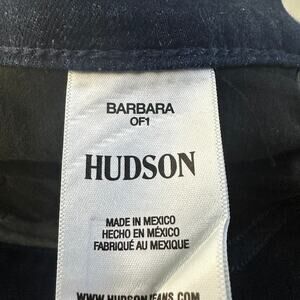 BARBARA
OF1
HUDSON
MADE IN MEXICO
HECHO EN MÉXICO
FABRIQUÉ AU MEXIQUE
WWW.HUDSONJEANS.COM